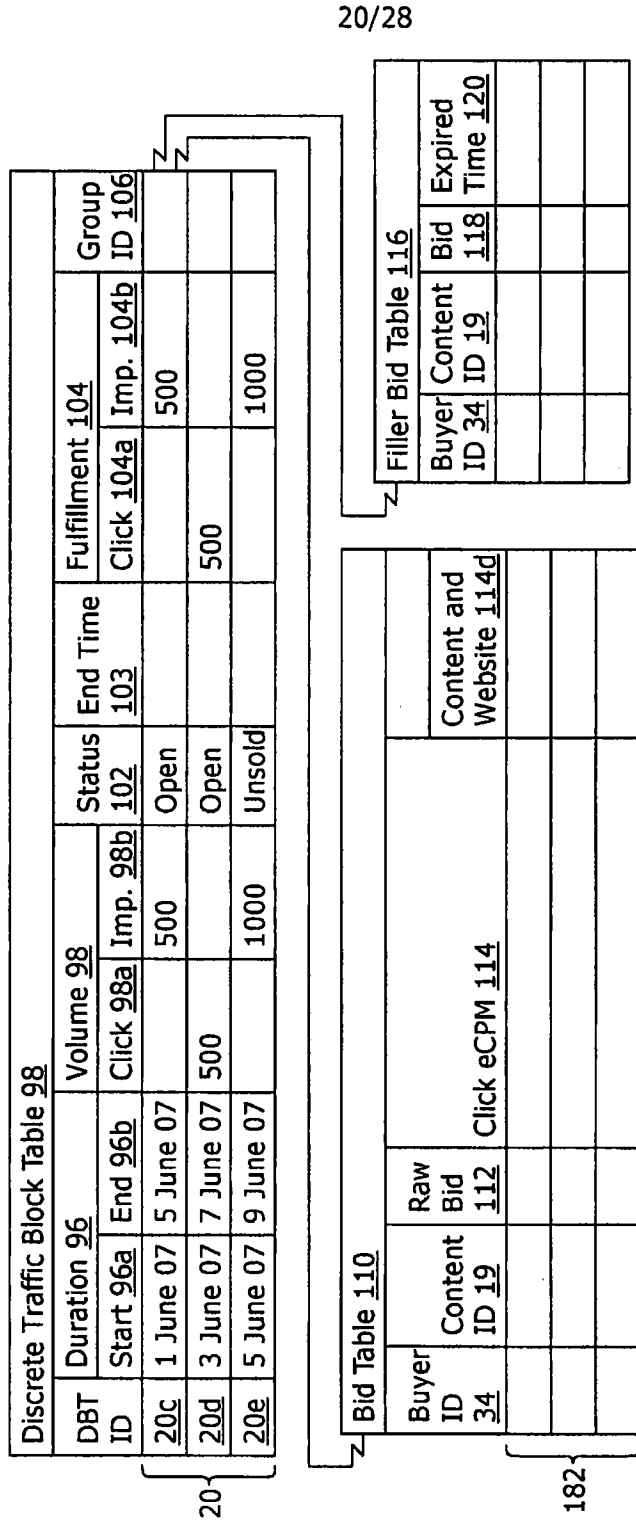 20/28
Discrete Traffic Block Table 98
DBT ID Duration 96 Volume 98 Status 102 End Time 103 Fulfillment 104 Group ID 106
Start 96a End 96b Click 98a Imp. 98b Click 104a Imp. 104b
20c 1 June 07 5 June 07 500 Open 500
20d 3 June 07 7 June 07 500 Open 500
20e 5 June 07 9 June 07 1000 Unsold 1000
20
Bid Table 110
Buyer ID 34 Content ID 19 Raw Bid 112 Click eCPM 114 Content and Website 114d
182
Filler Bid Table 116
Buyer ID 34 Content ID 19 Bid 118 Expired Time 120